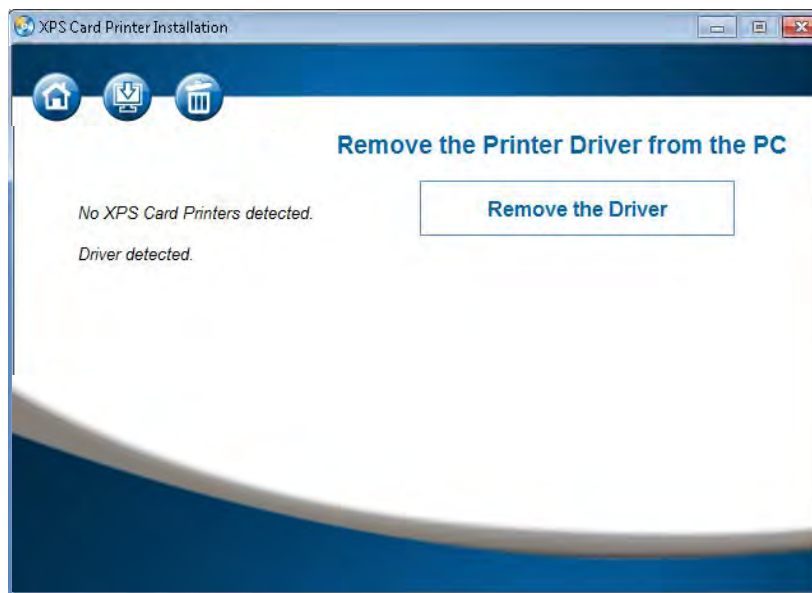 XPS Card Printer Installation
Remove the Printer Driver from the PC
No XPS Card Printers detected.
Remove the Driver
Driver detected.